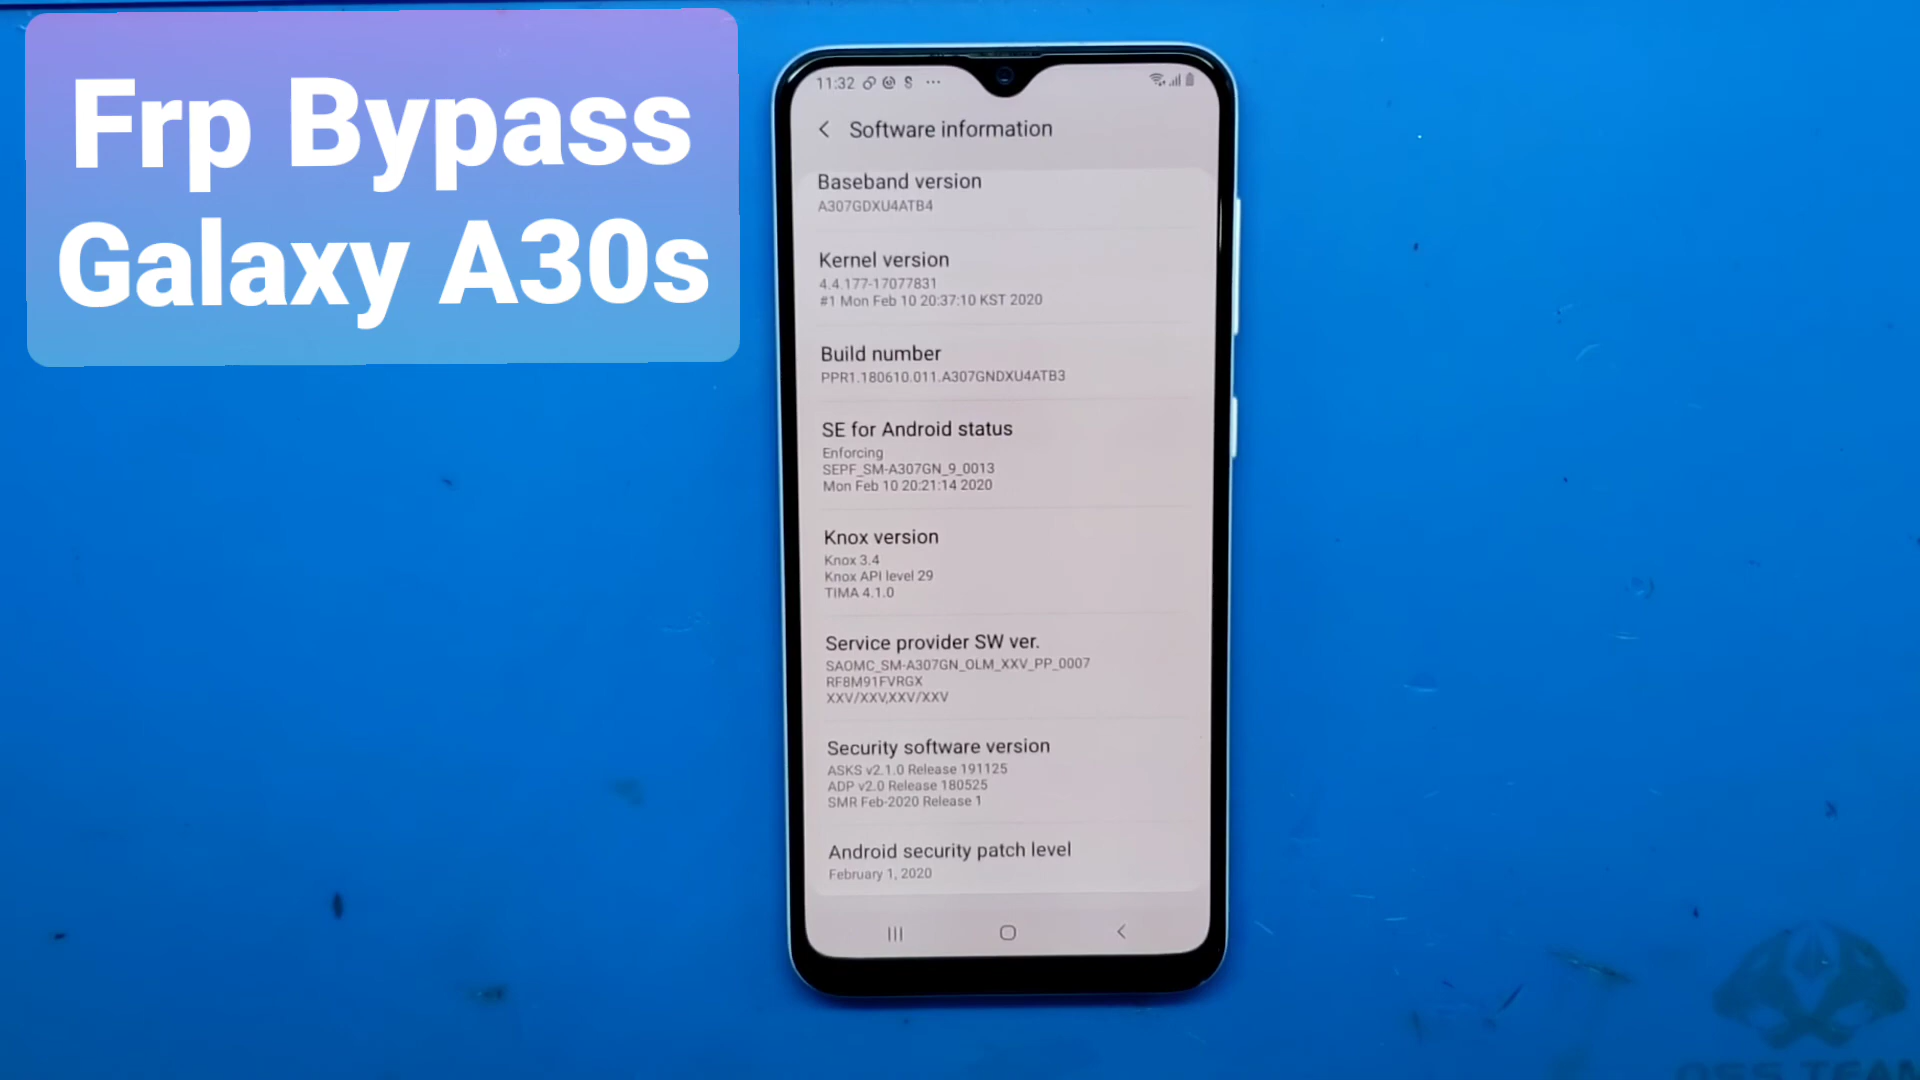 Frp Bypass
Galaxy A30s
11:32
Software information
Baseband version
A307GDXU4ATB4
Kernel version
4.4.177-17077831
#1 Mon Feb 10 20:37:10 KST 2020
Build number
PPR1.180610.011.A307GNDXU4ATB3
SE for Android status
Enforcing
SEPF_SM-A307GN_9_0013
Mon Feb 10 20:21:14 2020
Knox version
Knox 3.4
Knox API level 29
TIMA 4.1.0
Service provider SW ver.
SAOMC_SM-A307GN_OLM_XXV_PP_0007
RF8M91FVRGX
XXV/XXV,XXV/XXV
Security software version
ASKS v2.1.0 Release 191125
ADP v2.0 Release 180525
SMR Feb-2020 Release 1
Android security patch level
February 1, 2020